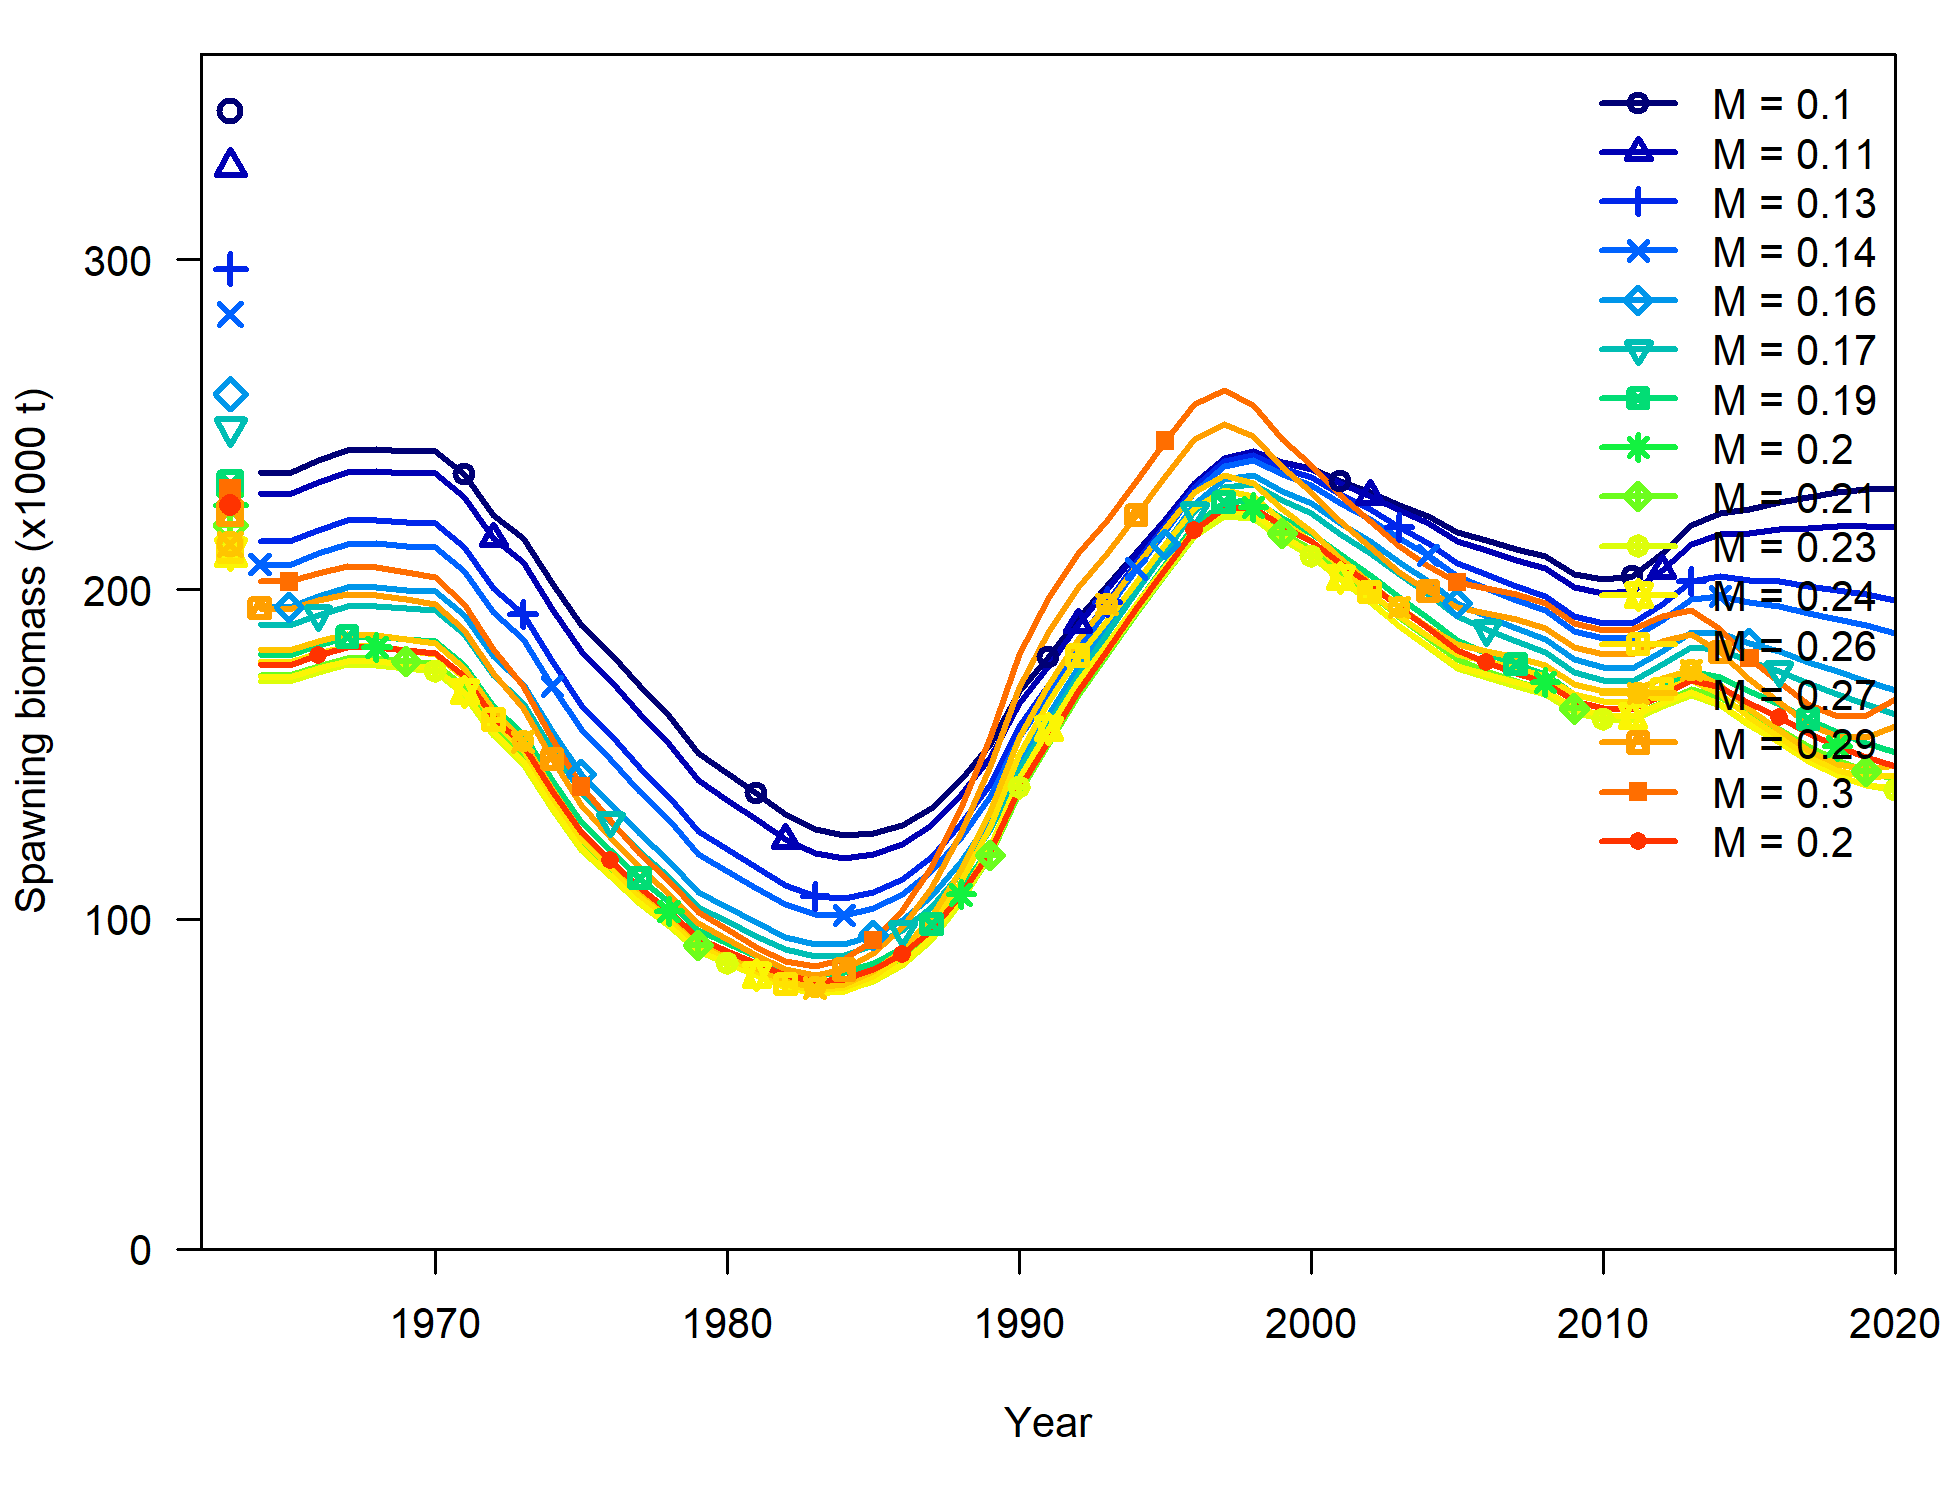 M = 0.1
M = 0.11
M = 0.13
M = 0.14
M = 0.16
M = 0.17
M = 0.19
M = 0.2
M = 0.21
M = 0.23
M = 0.24
M = 0.26
M = 0.27
M = 0.29
M = 0.3
M = 0.2
Spawning biomass (x1000 t)
300
200
100
0
1970
1980
1990
2000
2010
2020
Year